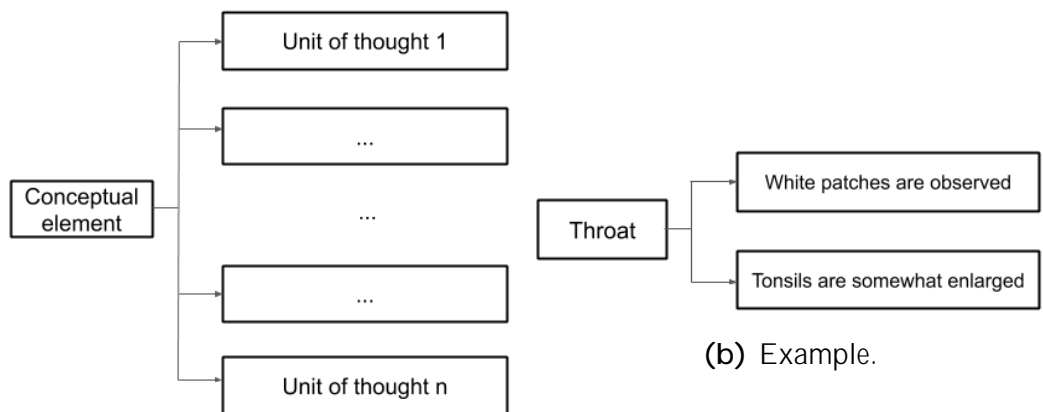 Unit of thought 1
...
Conceptual
element
...
...
Unit of thought n
Throat
White patches are observed
Tonsils are somewhat enlarged
(b) Example.